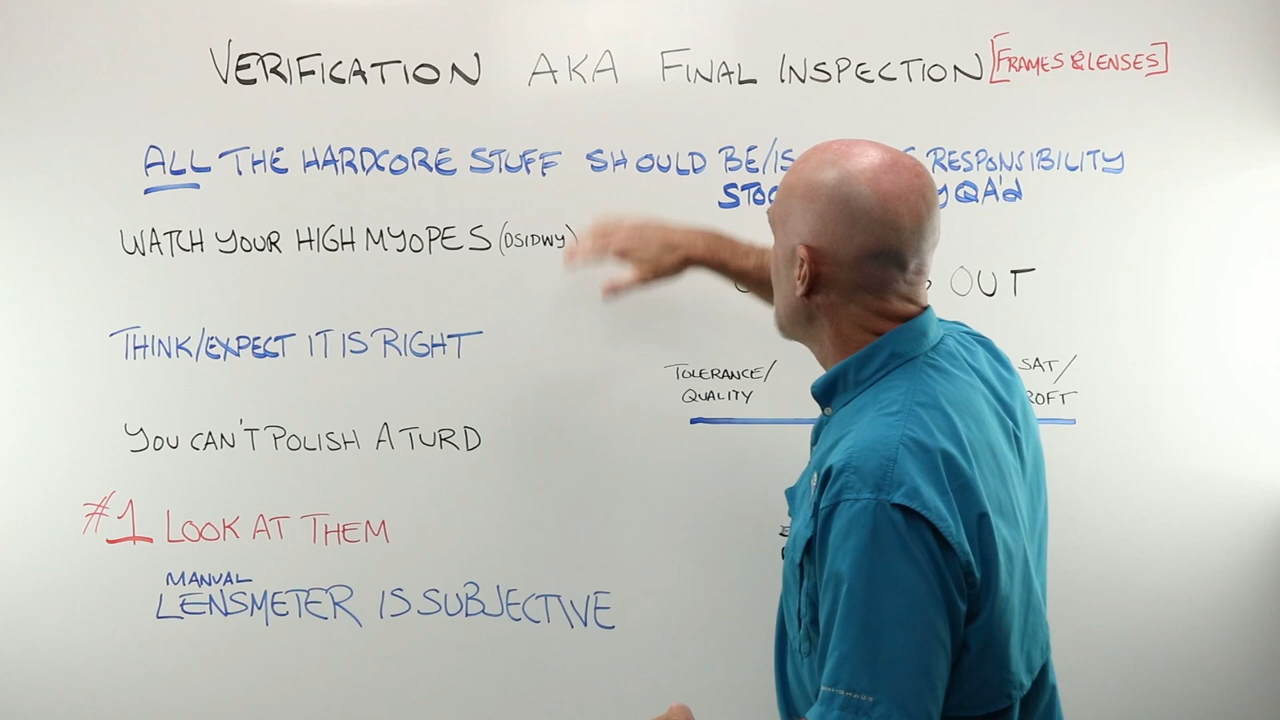 VERIFICATION AKA FINAL INSPECTION [FRAMES & LENSES]
ALL THE HARDCORE STUFF SHOULD BE/IS RESPONSIBILITY
QA'd
WATCH YOUR HIGH MYOPES (OSIDWY)
OUT
THINK/EXPECT IT IS RIGHT
TOLERANCE/
QUALITY
SAT/
YOU CAN'T POLISH A TURD
#1 LOOK AT THEM
MANUAL
LENSMETER IS SUBJECTIVE